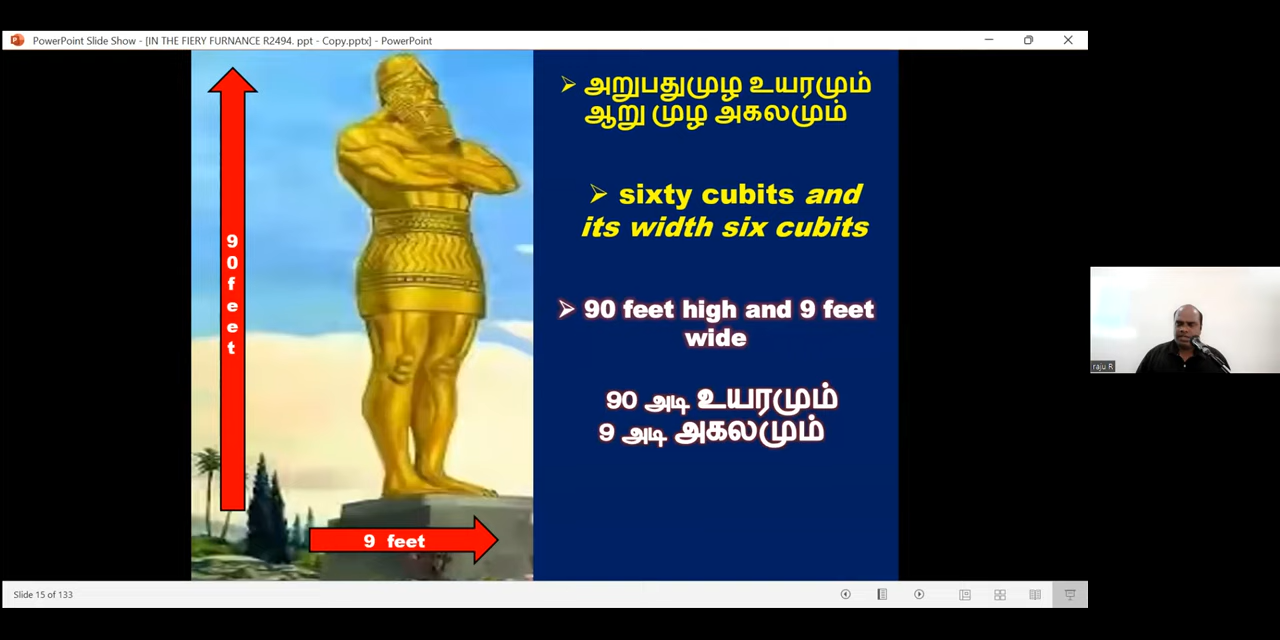 PowerPoint Slide Show - [IN THE FIERY FURNANCE R2494. ppt - Copy.pptx] - PowerPoint
90feet
➢ அறுபதுமுழ உயரமும்
ஆறு முழ அகலமும்
➢ sixty cubits and
its width six cubits
➢ 90 feet high and 9 feet
wide
90 அடி உயரமும்
9 அடி அகலமும்
9 feet
raju R
Slide 15 of 133